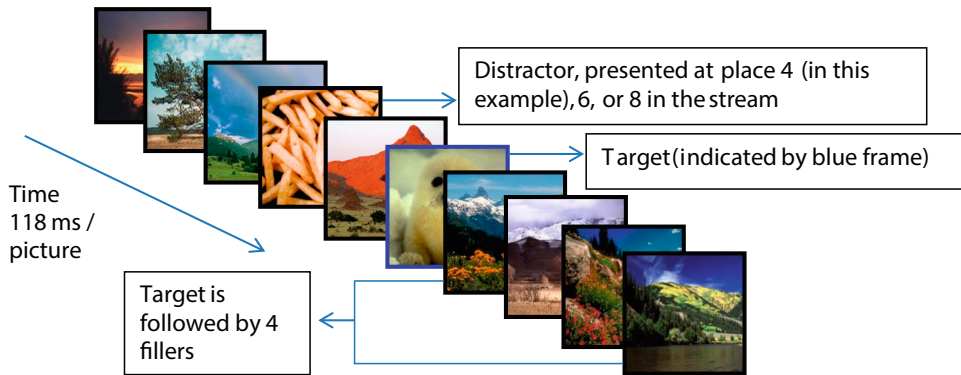 Distractor, presented at place 4 (in this
example), 6, or 8 in the stream
Target(indicated by blue frame)
Time
118 ms /
picture
Target is
followed by 4
fillers